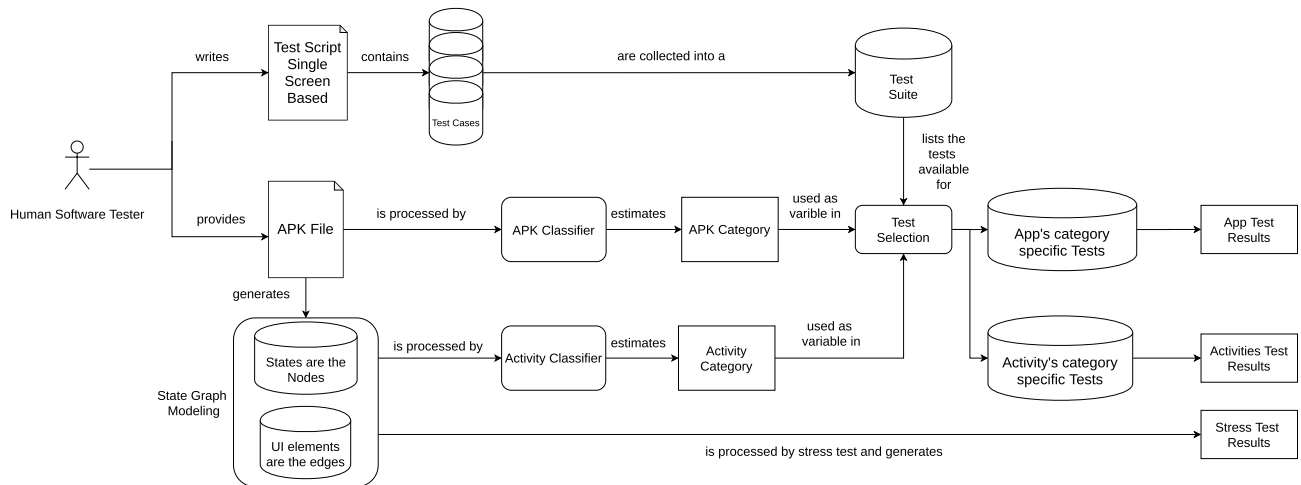 writes
Test Script
Single
Screen
Based
contains
Test Cases
are collected into a
Test
Suite
lists the
tests
available
for
Human Software Tester
provides
APK File
is processed by
APK Classifier
estimates
APK Category
used as
varible in
Test
Selection
App's category
specific Tests
App Test
Results
generates
States are the
Nodes
State Graph
Modeling
UI elements
are the edges
is processed by
Activity Classifier
estimates
Activity
Category
used as
variable in
Activity's category
specific Tests
Activities Test
Results
is processed by stress test and generates
Stress Test
Results